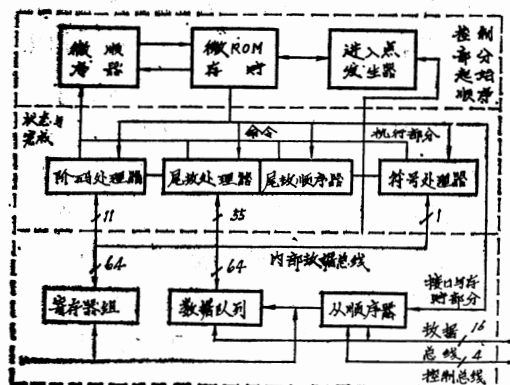 微顺
序器
微ROM
存贮
进入点
发生器
控制
部分
起始
顺序
状态与
完成
命令
执行部分
阶码处理器
尾数处理器
尾数顺序器
符号处理器
11
55
1
64
64
内部数据总线
接口与存
贮部分
寄存器组
数据队列
从顺序器
数据 16
总线 4
控制总线